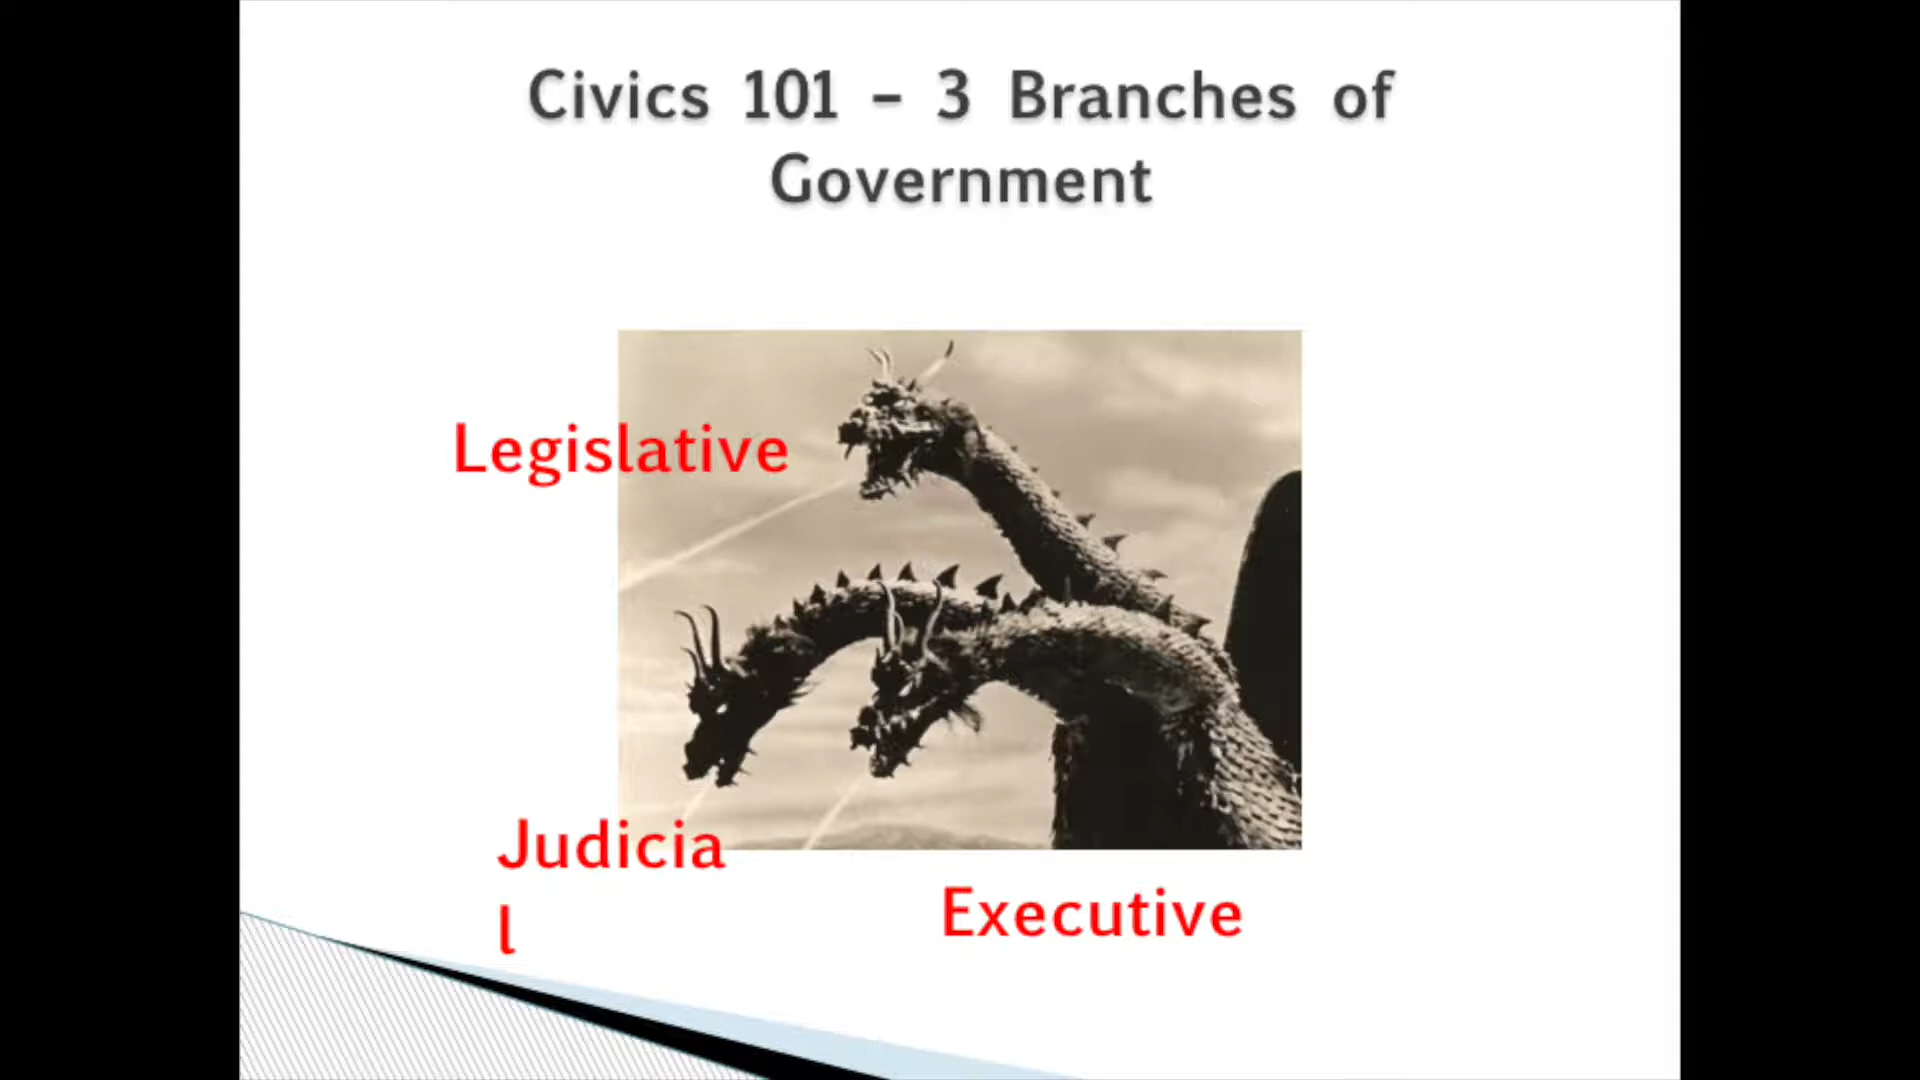 Civics 101 – 3 Branches of
Government
Legislative
Judicia
l
Executive